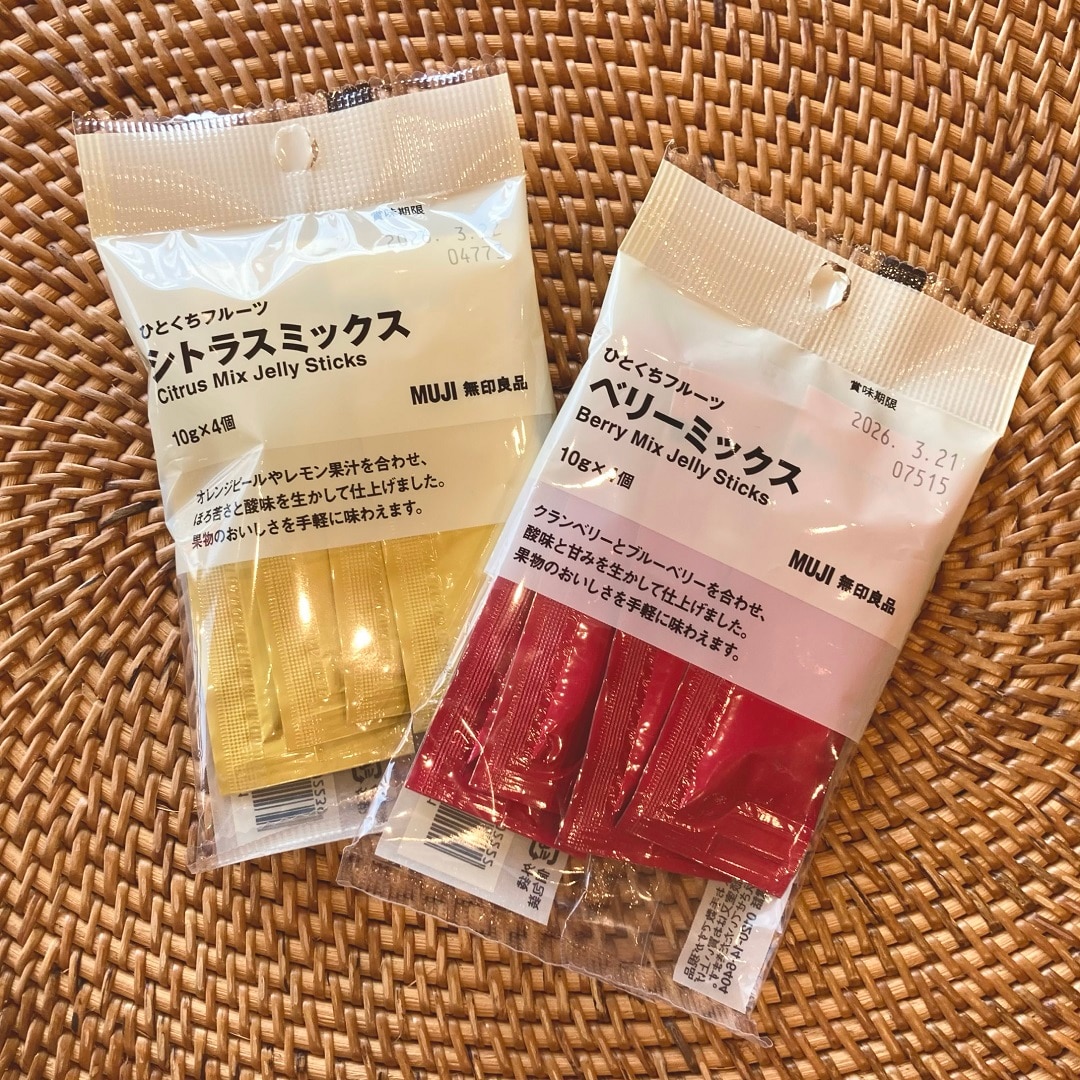 賞味期限
ひとくちフルーツ
シトラスミックス
Citrus Mix Jelly Sticks
MUJI 無印良品
10g×4個
オレンジピールやレモン果汁を合わせ、
ほろ苦さと酸味を生かして仕上げました。
果物のおいしさを手軽に味わえます。
賞味期限
2026. 3.21
07515
ひとくちフルーツ
ベリーミックス
Berry Mix Jelly Sticks
10g×4個
MUJI 無印良品
クランベリーとブルーベリーを合わせ、
酸味と甘みを生かして仕上げました。
果物のおいしさを手軽に味わえます。